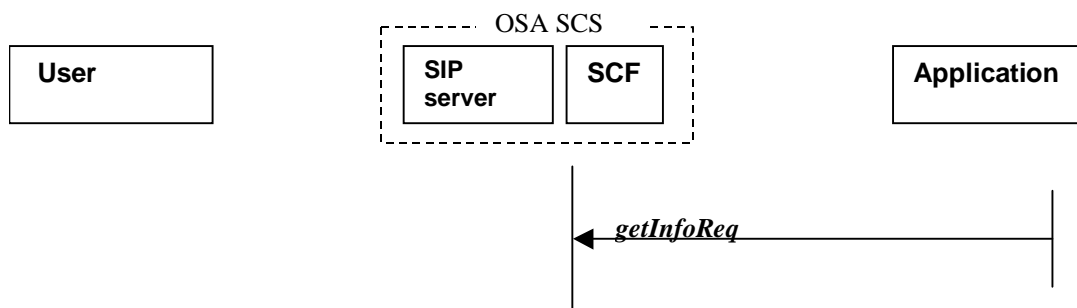 OSA SCS
User
SIP
server
SCF
Application
getInfoReq